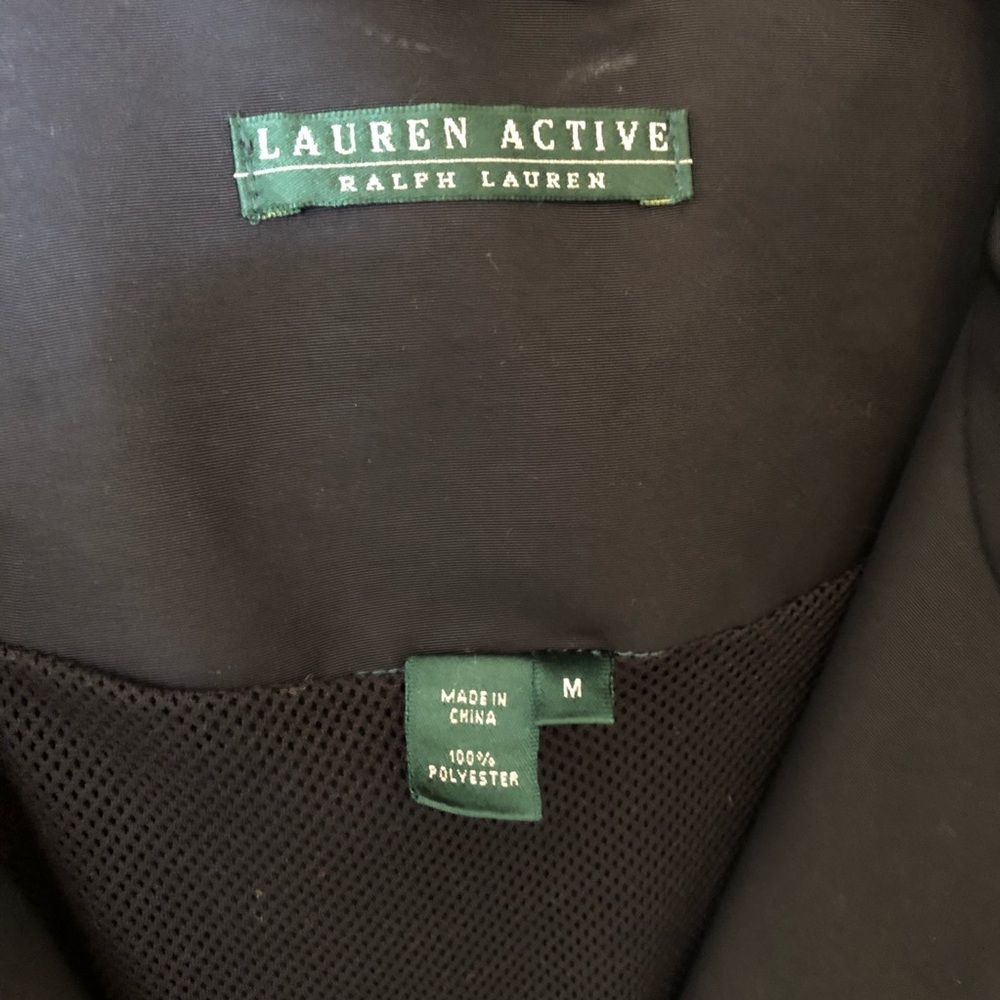 LAUREN ACTIVE
RALPH LAUREN
M
MADE IN
CHINA
100%
POLYESTER